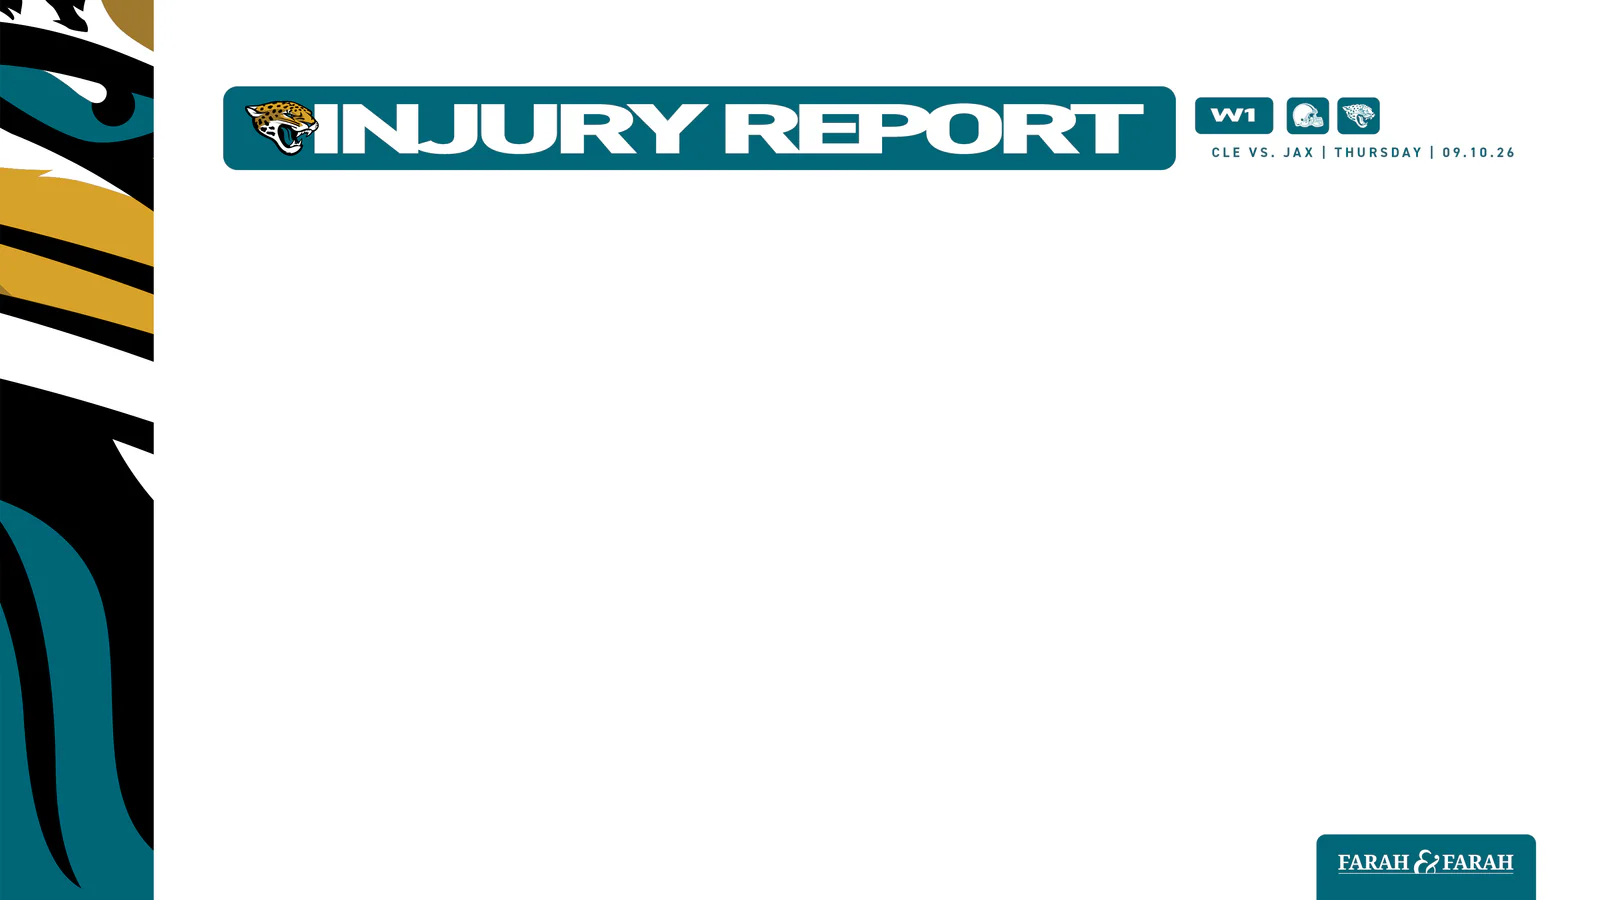 INJURY REPORT
W1
CLE VS. JAX | THURSDAY | 09.10.26
FARAH & FARAH